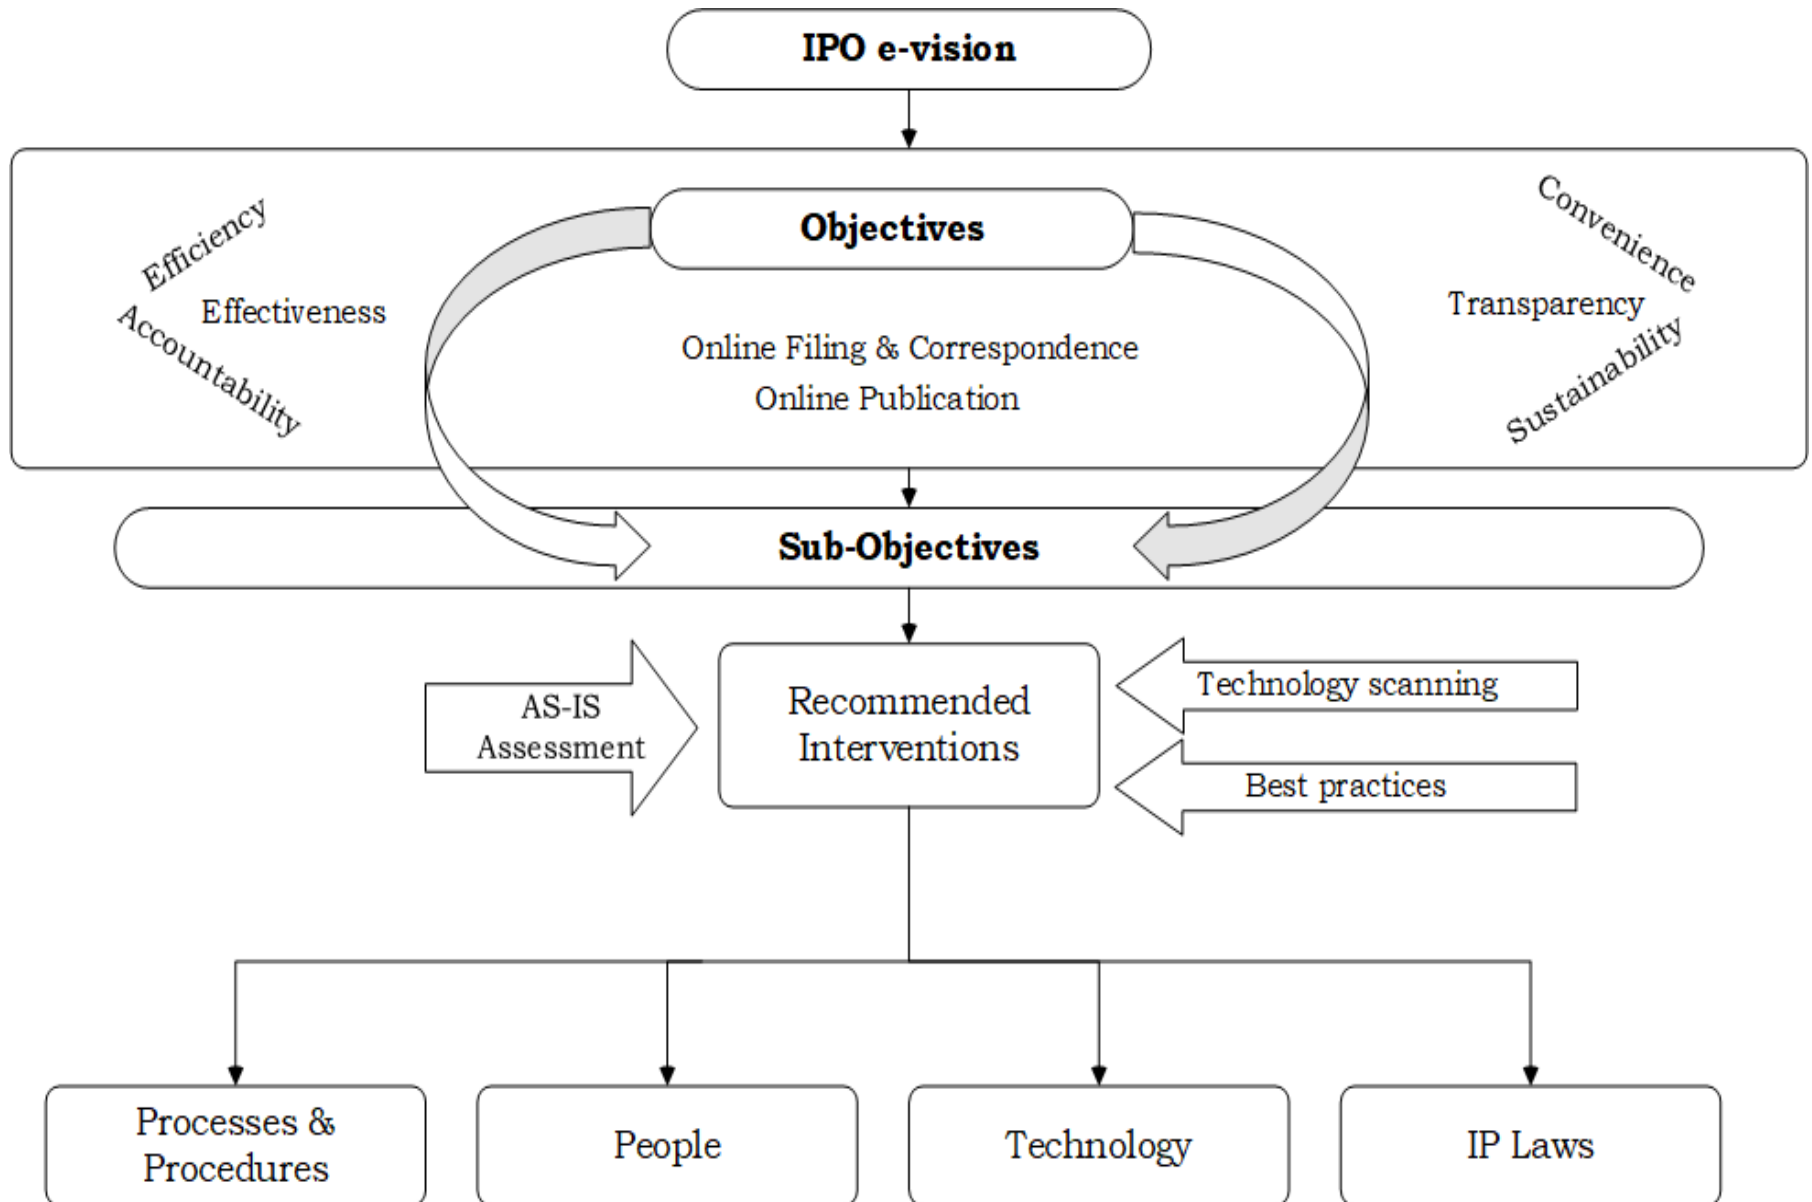 IPO e-vision
Objectives
Efficiency
Effectiveness
Accountability
Online Filing & Correspondence
Online Publication
Convenience
Transparency
Sustainability
Sub-Objectives
AS-IS
Assessment
Recommended
Interventions
Technology scanning
Best practices
Processes &
Procedures
People
Technology
IP Laws